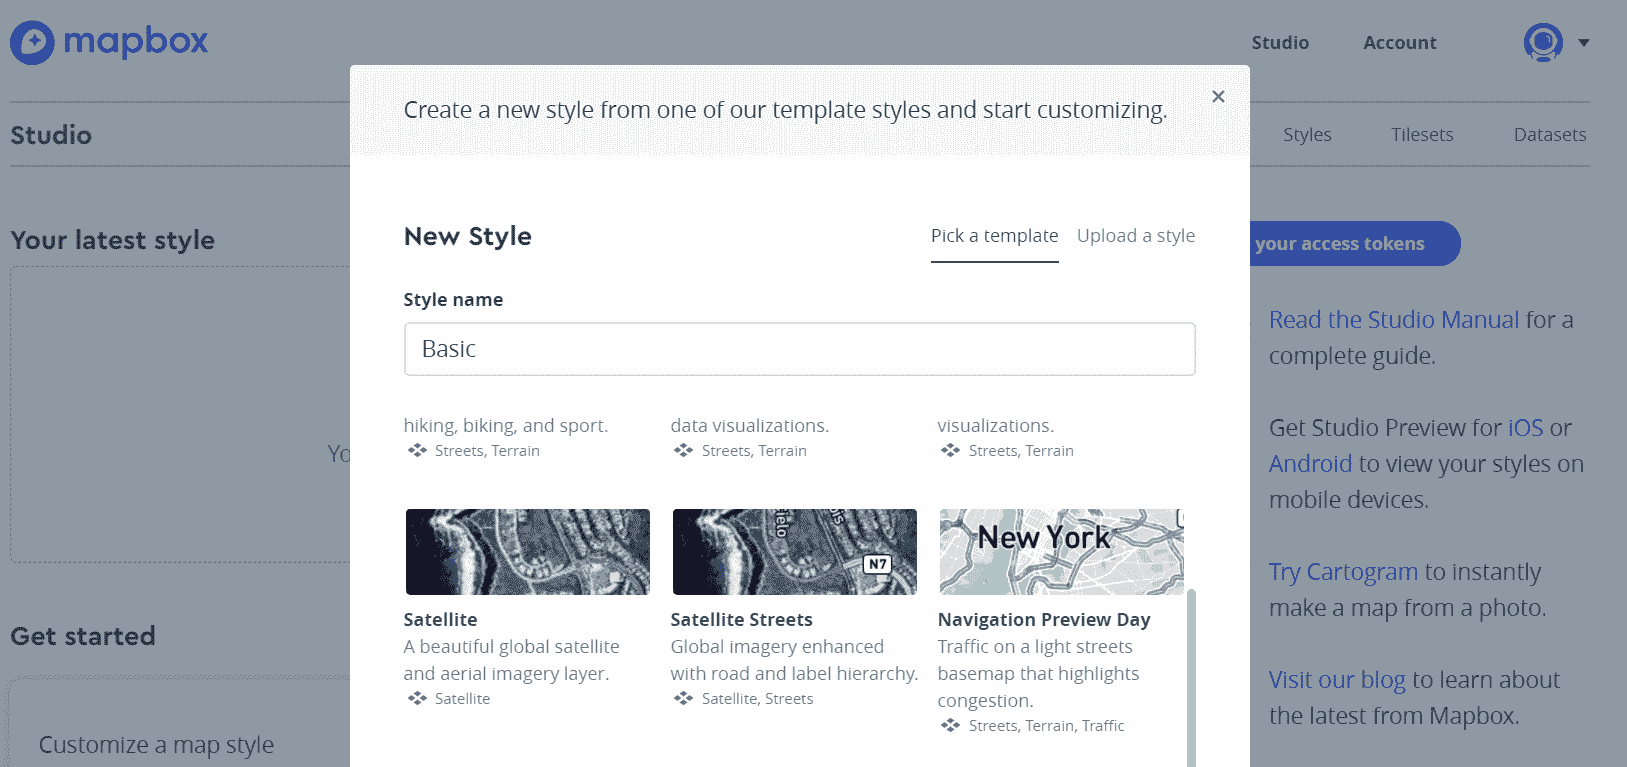 mapbox
Studio
Account
Create a new style from one of our template styles and start customizing.
Studio
Styles
Tilesets
Datasets
Your latest style
New Style
Pick a template
Upload a style
your access tokens
Style name
Basic
Read the Studio Manual for a
complete guide.
hiking, biking, and sport.
Streets, Terrain
data visualizations.
Streets, Terrain
visualizations.
Streets, Terrain
Yo
Get Studio Preview for iOS or
Android to view your styles on
mobile devices.
N7
New York
Satellite
A beautiful global satellite
and aerial imagery layer.
Satellite
Satellite Streets
Global imagery enhanced
with road and label hierarchy.
Satellite, Streets
Navigation Preview Day
Traffic on a light streets
basemap that highlights
congestion.
Streets, Terrain, Traffic
Try Cartogram to instantly
make a map from a photo.
Visit our blog to learn about
the latest from Mapbox.
Get started
Customize a map style